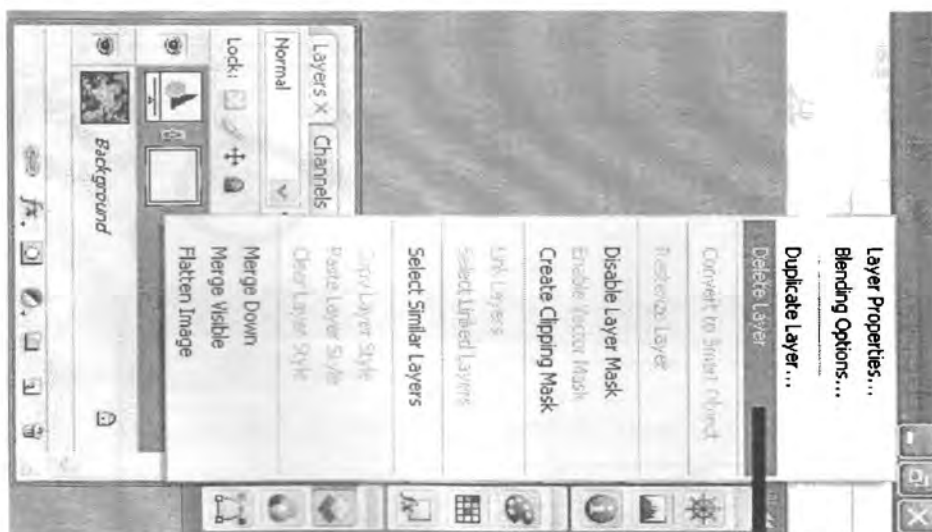 Layer Properties...
Blending Options...
Duplicate Layer...
Delete Layer
Convert to Smart Object
Rasterize Layer
Disable Layer Mask
Enable Vector Mask
Create Clipping Mask
Link Layers
Select Linked Layers
Select Similar Layers
Copy Layer Style
Paste Layer Style
Clear Layer Style
Merge Down
Merge Visible
Flatten Image
Layers X Channels
Normal
Lock:
Background
fx.